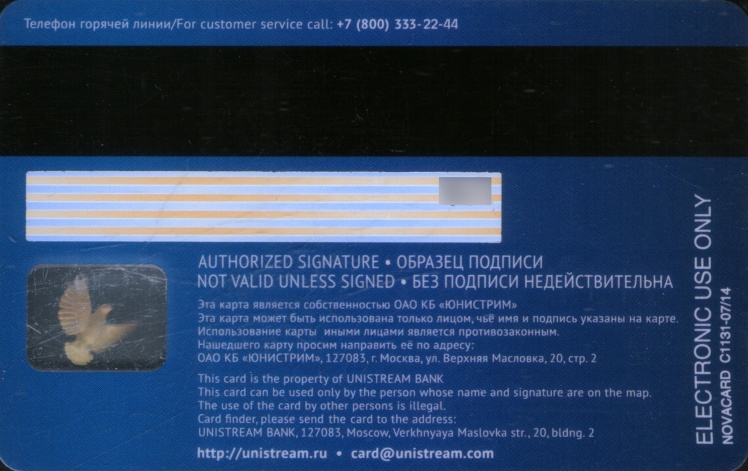 Телефон горячей линии/For customer service call: +7 (800) 333-22-44
AUTHORIZED SIGNATURE • ОБРАЗЕЦ ПОДПИСИ
NOT VALID UNLESS SIGNED • БЕЗ ПОДПИСИ НЕДЕЙСТВИТЕЛЬНА
Эта карта является собственностью ОАО КБ «ЮНИСТРИМ»
Эта карта может быть использована только лицом, чьё имя и подпись указаны на карте.
Использование карты иными лицами является противозаконным.
Нашедшего карту просим направить её по адресу:
ОАО КБ «ЮНИСТРИМ», 127083, г. Москва, ул. Верхняя Масловка, 20, стр. 2
This card is the property of UNISTREAM BANK
This card can be used only by the person whose name and signature are on the map.
The use of the card by other persons is illegal.
Card finder, please send the card to the address:
UNISTREAM BANK, 127083, Moscow, Verkhnyaya Maslovka str., 20, bldng. 2
http://unistream.ru • card@unistream.com
ELECTRONIC USE ONLY
NOVACARD C1131-07/14